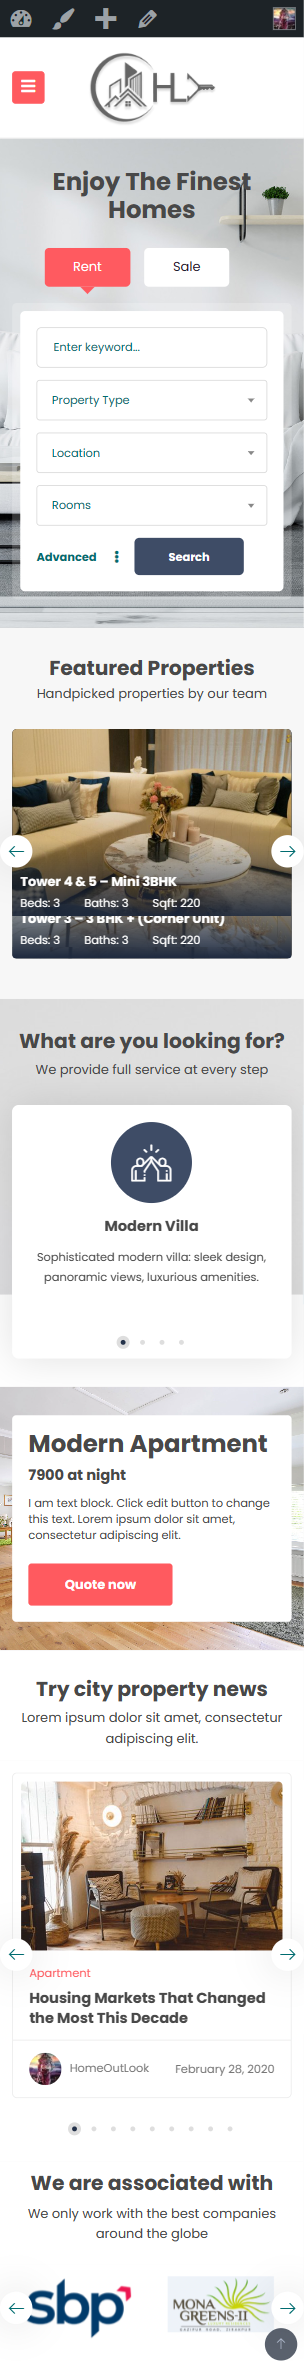 HL
Enjoy The Finest
Homes
Rent
Sale
Enter keyword...
Property Type
Location
Rooms
Advanced
Search
Featured Properties
Handpicked properties by our team
Tower 4 & 5 – Mini 3BHK
Beds: 3 Baths: 3 Sqft: 220
Tower 3 – 3 BHK + (Corner Unit)
Beds: 3 Baths: 3 Sqft: 220
What are you looking for?
We provide full service at every step
Modern Villa
Sophisticated modern villa: sleek design,
panoramic views, luxurious amenities.
Modern Apartment
7900 at night
I am text block. Click edit button to change
this text. Lorem ipsum dolor sit amet,
consectetur adipiscing elit.
Quote now
Try city property news
Lorem ipsum dolor sit amet, consectetur
adipiscing elit.
Apartment
Housing Markets That Changed
the Most This Decade
HomeOutLook
February 28, 2020
We are associated with
We only work with the best companies
around the globe
sbp
MONA
GREENS-II
GAZIPUR ROAD, ZIRAKPUR